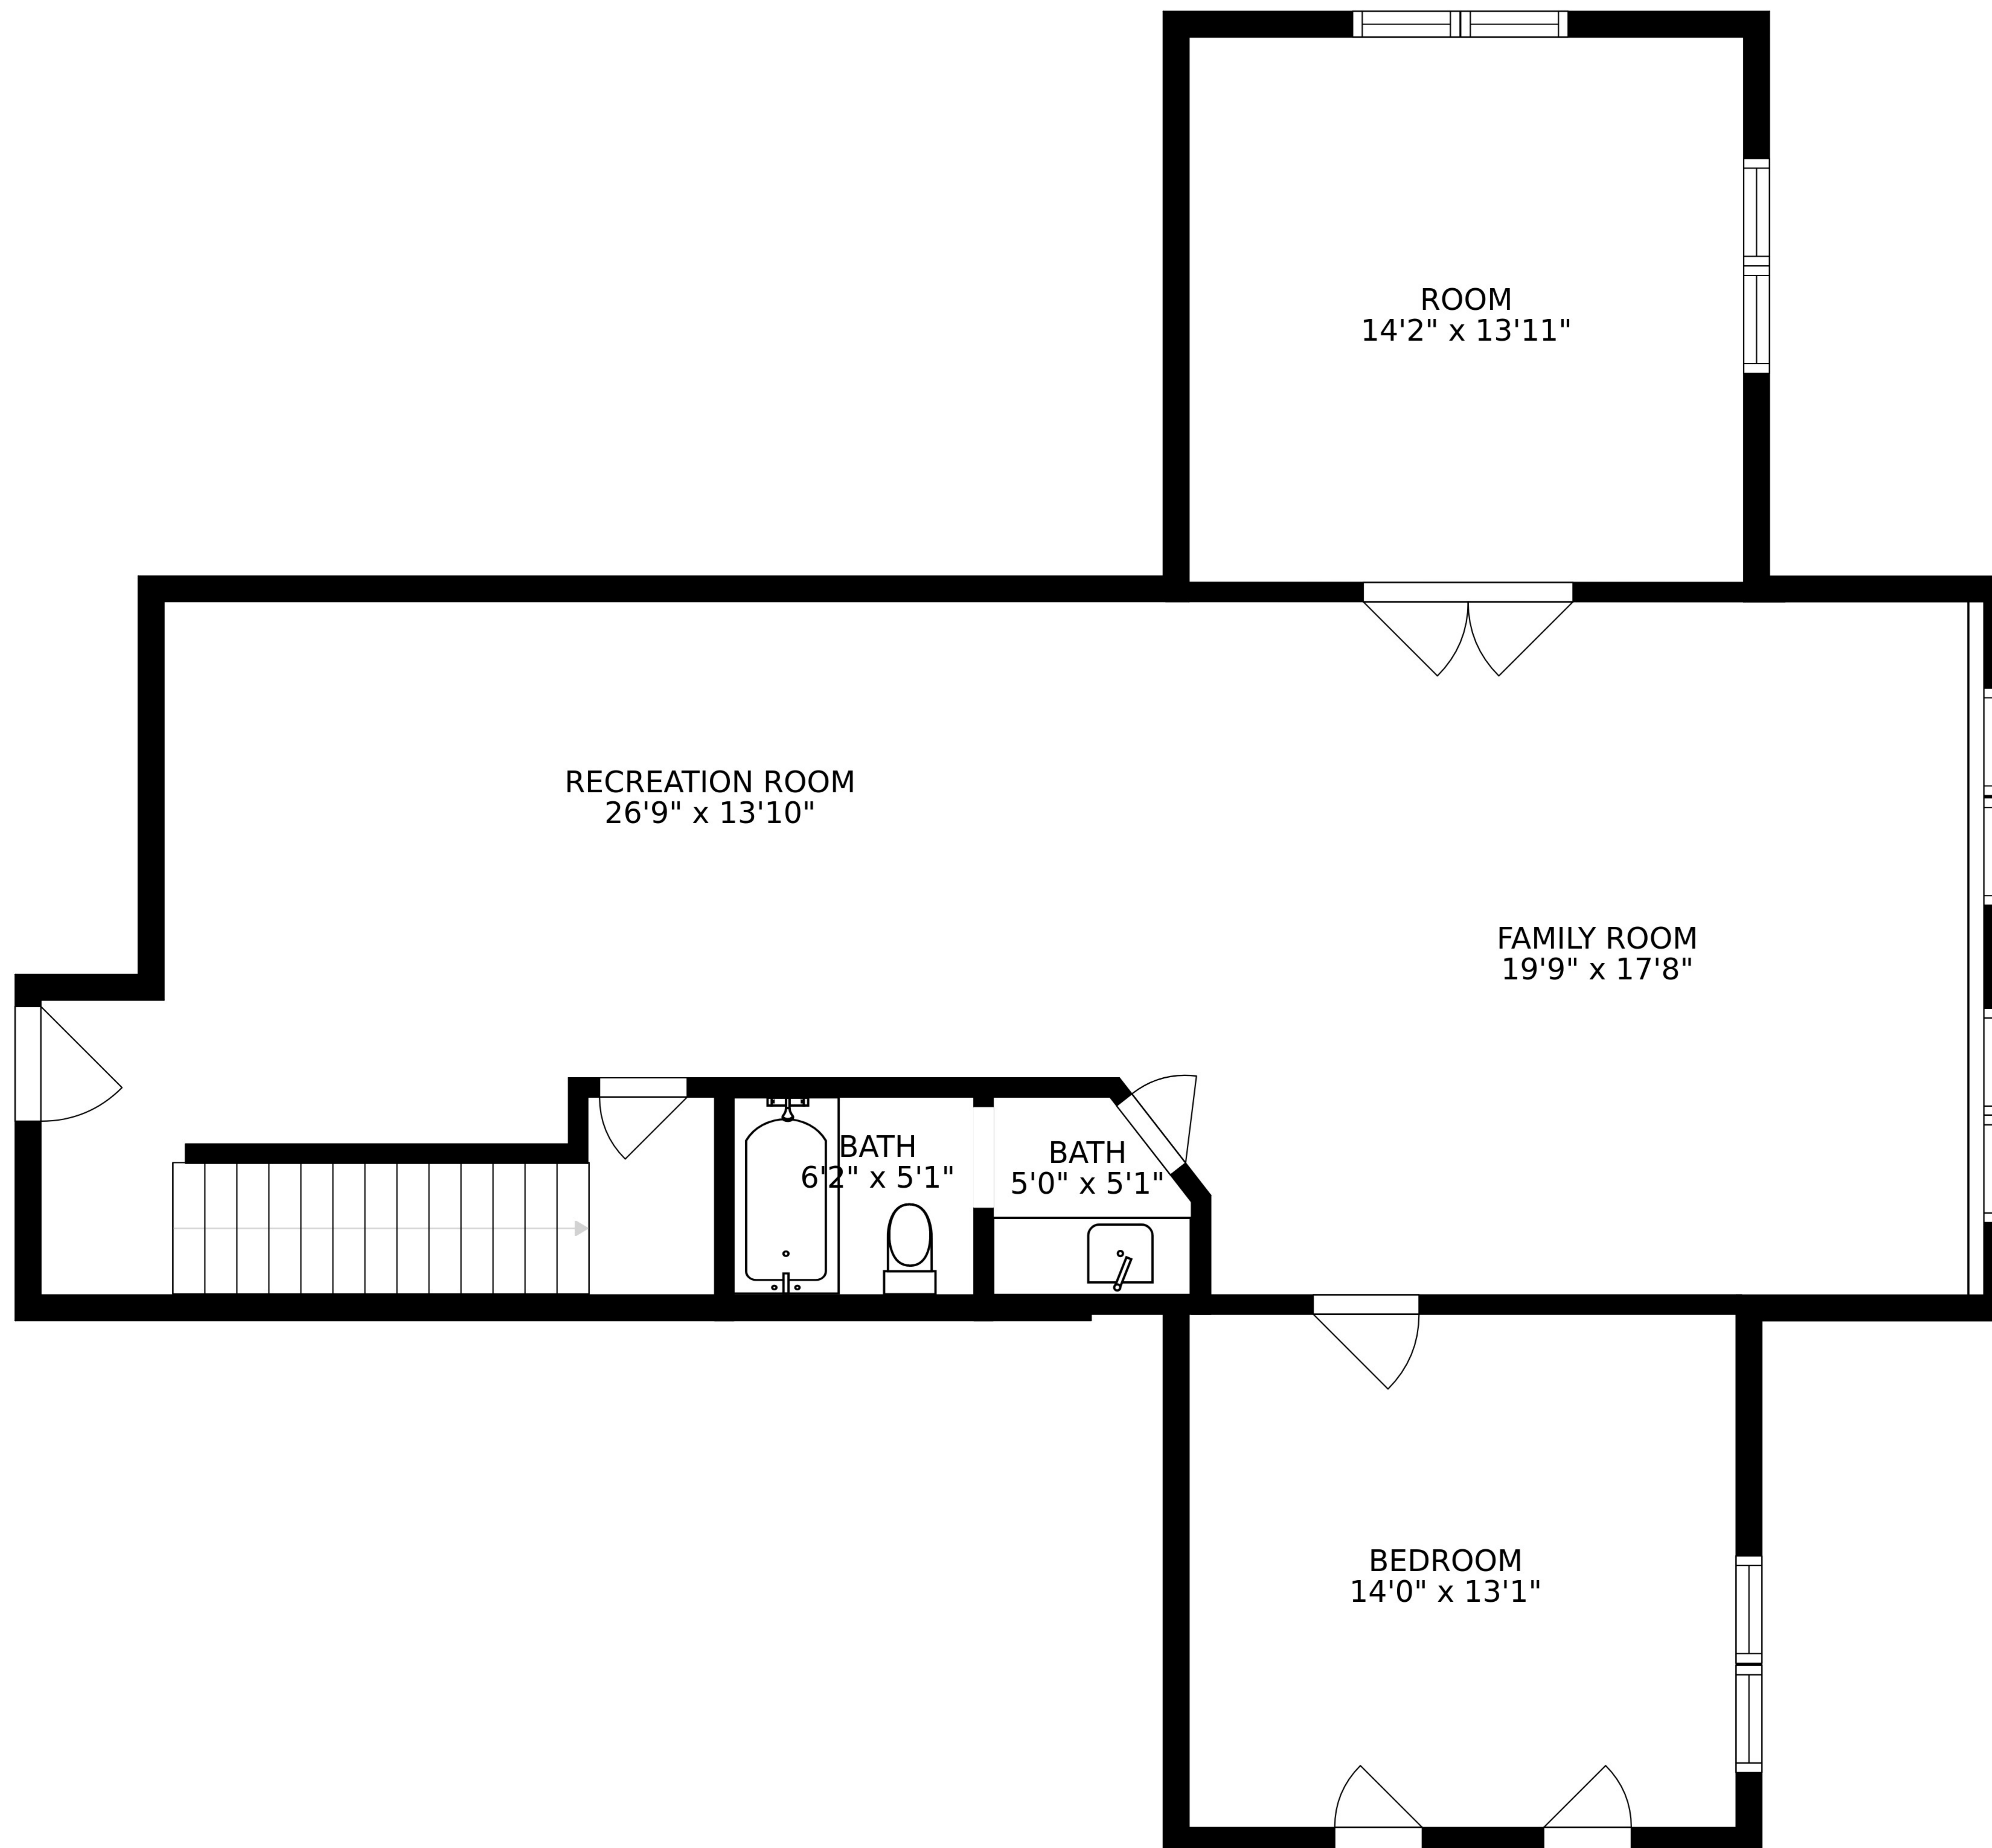 ROOM
14'2" x 13'11"
RECREATION ROOM
26'9" x 13'10"
FAMILY ROOM
19'9" x 17'8"
BATH
6'2" x 5'1"
BATH
5'0" x 5'1"
BEDROOM
14'0" x 13'1"